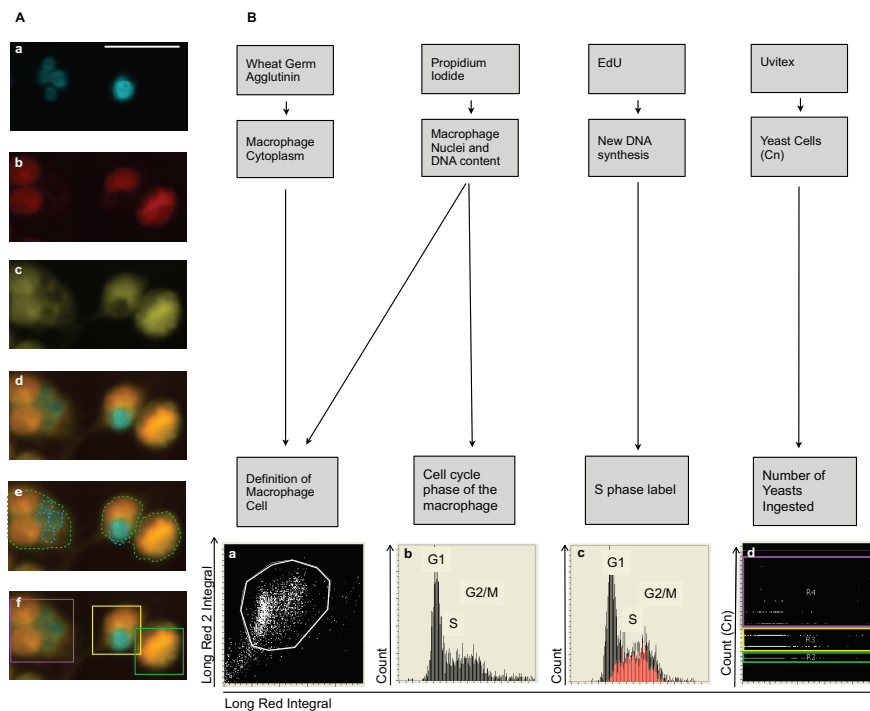 A
B
a
b
c
d
e
f
Wheat Germ
Agglutinin
Propidium
Iodide
EdU
Uvitex
Macrophage
Cytoplasm
Macrophage
Nuclei and
DNA content
New DNA
synthesis
Yeast Cells
(Cn)
Definition of
Macrophage
Cell
Cell cycle
phase of the
macrophage
S phase label
Number of
Yeasts
Ingested
Long Red 2 Integral
a
Count
b
G1
S
G2/M
Count
c
G1
S
G2/M
Count (Cn)
d
R4
R3
R2
Long Red Integral